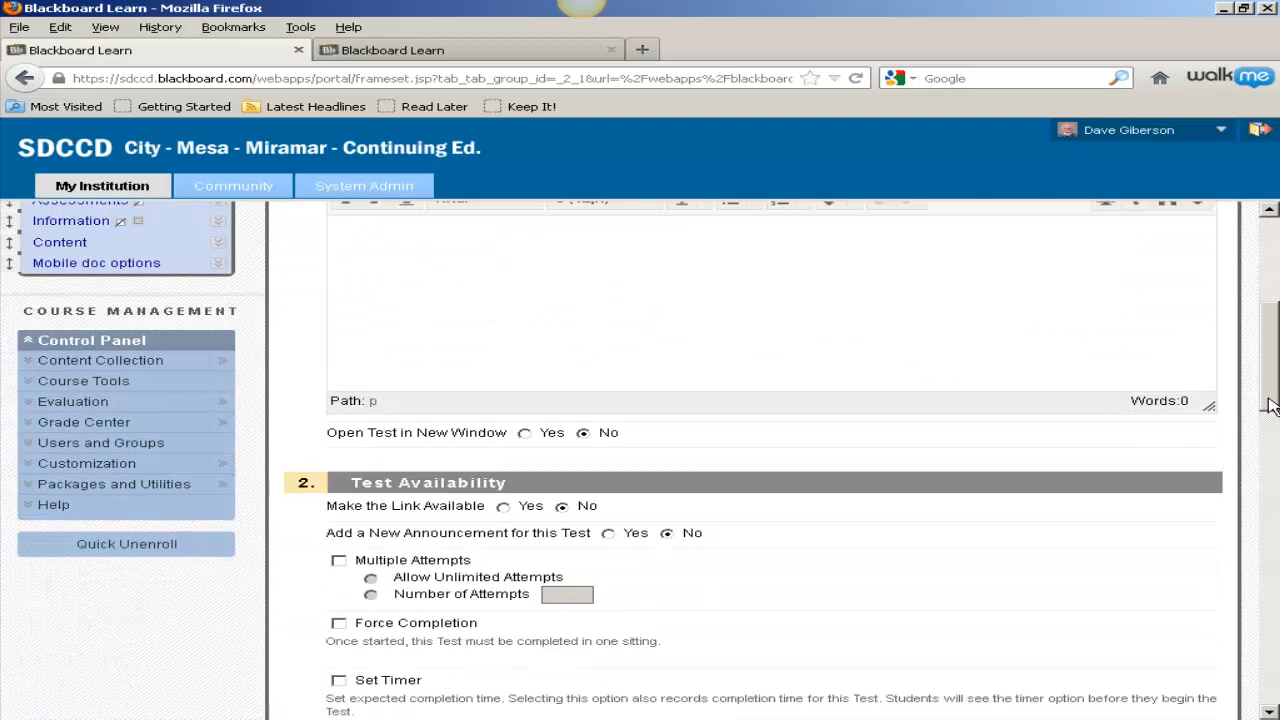 Blackboard Learn - Mozilla Firefox
File Edit View History Bookmarks Tools Help
Blackboard Learn × Blackboard Learn × +
https://sdccd.blackboard.com/webapps/portal/frameset.jsp?tab_tab_group_id=_2_1&url=%2Fwebapps%2Fblackboard Google walkme
Most Visited Getting Started Latest Headlines Read Later Keep It!
Dave Giberson
SDCCD City - Mesa - Miramar - Continuing Ed.
My Institution Community System Admin
Assessments
Information
Content
Mobile doc options
COURSE MANAGEMENT
Control Panel
Content Collection
Course Tools
Evaluation
Grade Center
Users and Groups
Customization
Packages and Utilities
Help
Quick Unenroll
Path: p Words:0
Open Test in New Window Yes No
2. Test Availability
Make the Link Available Yes No
Add a New Announcement for this Test Yes No
Multiple Attempts
Allow Unlimited Attempts
Number of Attempts
Force Completion
Once started, this Test must be completed in one sitting.
Set Timer
Set expected completion time. Selecting this option also records completion time for this Test. Students will see the timer option before they begin the
Test.